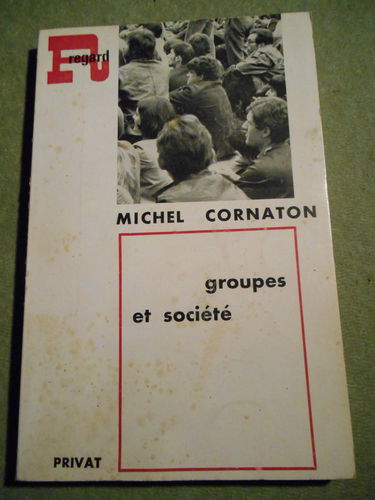 R regard
MICHEL CORNATON
groupes
et société
PRIVAT